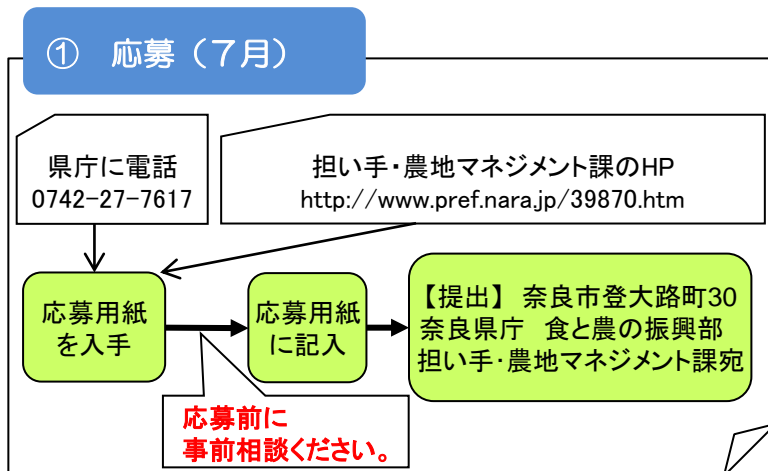 ① 応募（7月）
県庁に電話
0742-27-7617
担い手・農地マネジメント課のHP
http://www.pref.nara.jp/39870.htm
応募用紙
を入手
応募用紙
に記入
【提出】 奈良市登大路町30
奈良県庁 食と農の振興部
担い手・農地マネジメント課宛
応募前に
事前相談ください。